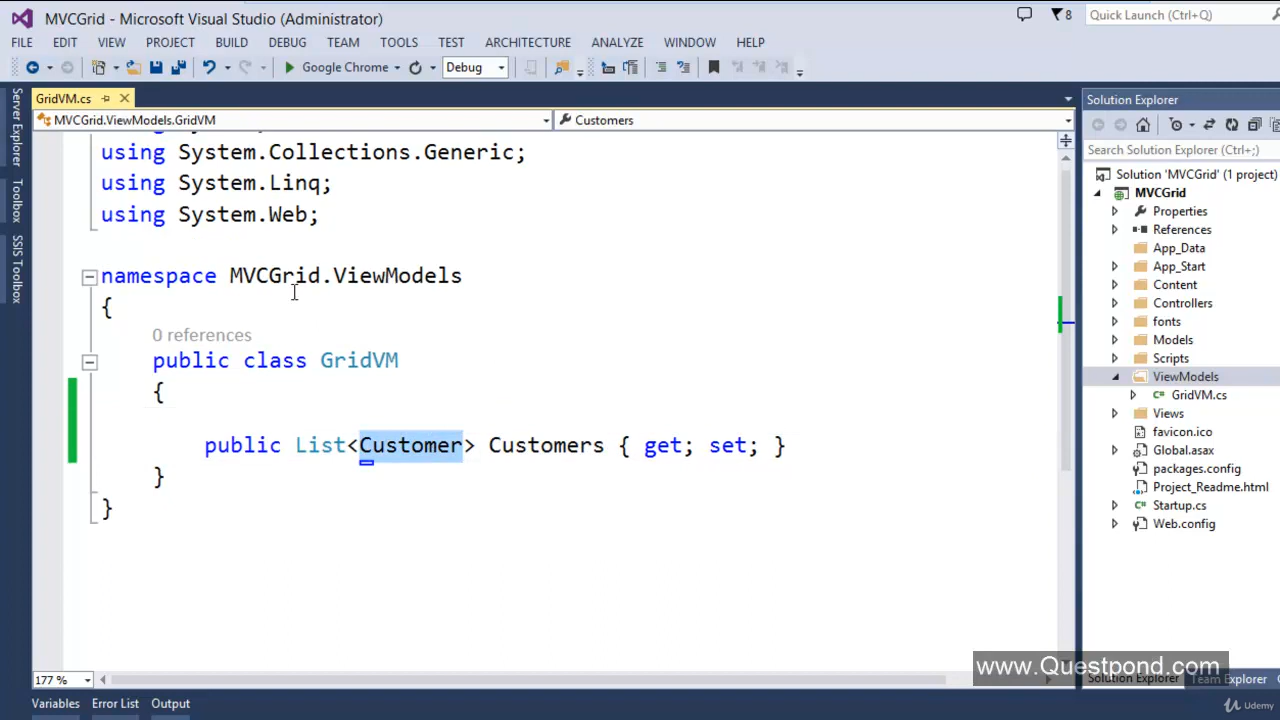 MVCGrid - Microsoft Visual Studio (Administrator)
8
Quick Launch (Ctrl+Q)
FILE EDIT VIEW PROJECT BUILD DEBUG TEAM TOOLS TEST ARCHITECTURE ANALYZE WINDOW HELP
Google Chrome Debug
GridVM.cs
MVCGrid.ViewModels.GridVM Customers
Server Explorer
Toolbox
SSIS Toolbox
using System.Collections.Generic;
using System.Linq;
using System.Web;
namespace MVCGrid.ViewModels
{
0 references
public class GridVM
{
public List<Customer> Customers { get; set; }
}
}
177 %
Variables Error List Output
Solution Explorer
Search Solution Explorer (Ctrl+;)
Solution 'MVCGrid' (1 project)
MVCGrid
Properties
References
App_Data
App_Start
Content
Controllers
fonts
Models
Scripts
ViewModels
C# GridVM.cs
Views
favicon.ico
Global.asax
packages.config
Project_Readme.html
C# Startup.cs
Web.config
www.Questpond.com
Solution Explorer Team Explorer
Udemy